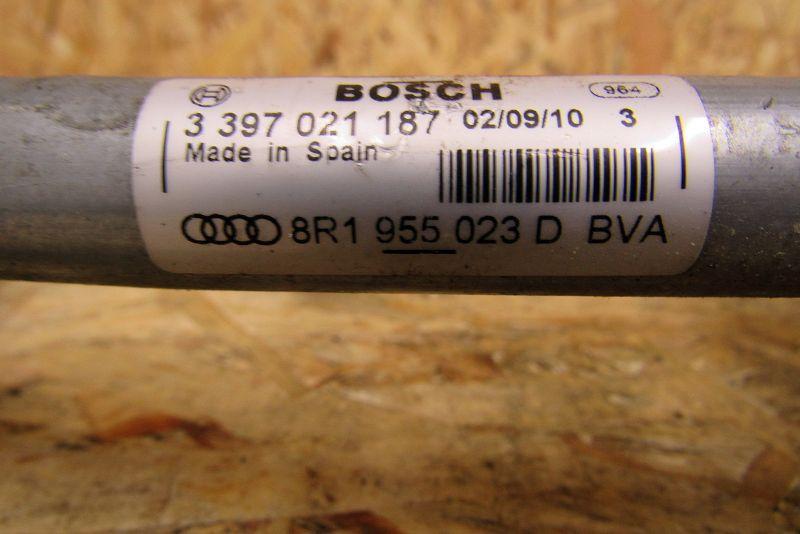 BOSCH 964
3 397 021 187 02/09/10 3
Made in Spain
8R1 955 023 D BVA